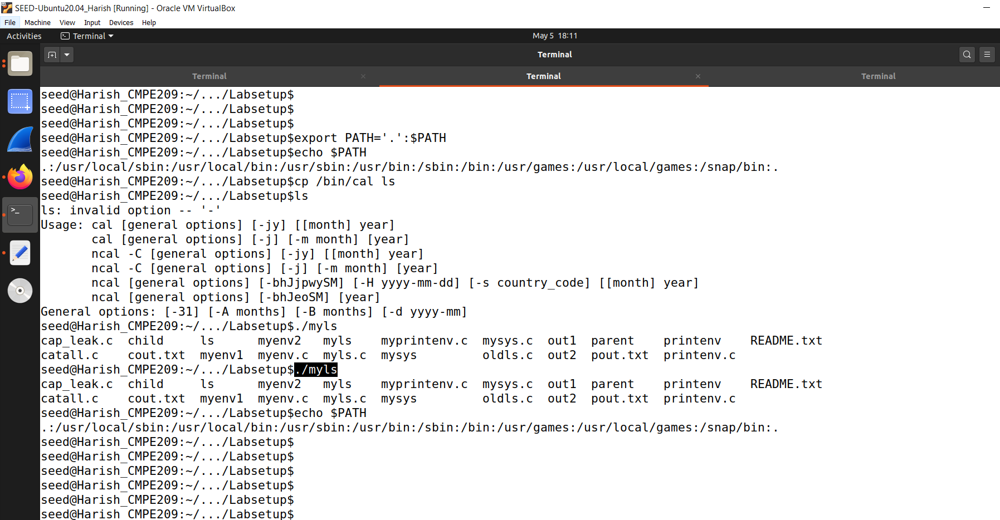 SEED-Ubuntu20.04_Harish [Running] - Oracle VM VirtualBox
File Machine View Input Devices Help
Activities Terminal May 5 18:11
Terminal
Terminal Terminal Terminal
seed@Harish_CMPE209:~/.../Labsetup$
seed@Harish_CMPE209:~/.../Labsetup$
seed@Harish_CMPE209:~/.../Labsetup$
seed@Harish_CMPE209:~/.../Labsetup$export PATH='.':$PATH
seed@Harish_CMPE209:~/.../Labsetup$echo $PATH
.:/usr/local/sbin:/usr/local/bin:/usr/sbin:/usr/bin:/sbin:/bin:/usr/games:/usr/local/games:/snap/bin:.
seed@Harish_CMPE209:~/.../Labsetup$cp /bin/cal ls
seed@Harish_CMPE209:~/.../Labsetup$ls
ls: invalid option -- '-'
Usage: cal [general options] [-jy] [[month] year]
       cal [general options] [-j] [-m month] [year]
       ncal -C [general options] [-jy] [[month] year]
       ncal -C [general options] [-j] [-m month] [year]
       ncal [general options] [-bhJjpwySM] [-H yyyy-mm-dd] [-s country_code] [[month] year]
       ncal [general options] [-bhJeoSM] [year]
General options: [-31] [-A months] [-B months] [-d yyyy-mm]
seed@Harish_CMPE209:~/.../Labsetup$./myls
cap_leak.c  child     ls      myenv2   myls    myprintenv.c  mysys.c  out1  parent    printenv    README.txt
catall.c    cout.txt  myenv1  myenv.c  myls.c  mysys         oldls.c  out2  pout.txt  printenv.c
seed@Harish_CMPE209:~/.../Labsetup$./myls
cap_leak.c  child     ls      myenv2   myls    myprintenv.c  mysys.c  out1  parent    printenv    README.txt
catall.c    cout.txt  myenv1  myenv.c  myls.c  mysys         oldls.c  out2  pout.txt  printenv.c
seed@Harish_CMPE209:~/.../Labsetup$echo $PATH
.:/usr/local/sbin:/usr/local/bin:/usr/sbin:/usr/bin:/sbin:/bin:/usr/games:/usr/local/games:/snap/bin:.
seed@Harish_CMPE209:~/.../Labsetup$
seed@Harish_CMPE209:~/.../Labsetup$
seed@Harish_CMPE209:~/.../Labsetup$
seed@Harish_CMPE209:~/.../Labsetup$
seed@Harish_CMPE209:~/.../Labsetup$
seed@Harish_CMPE209:~/.../Labsetup$